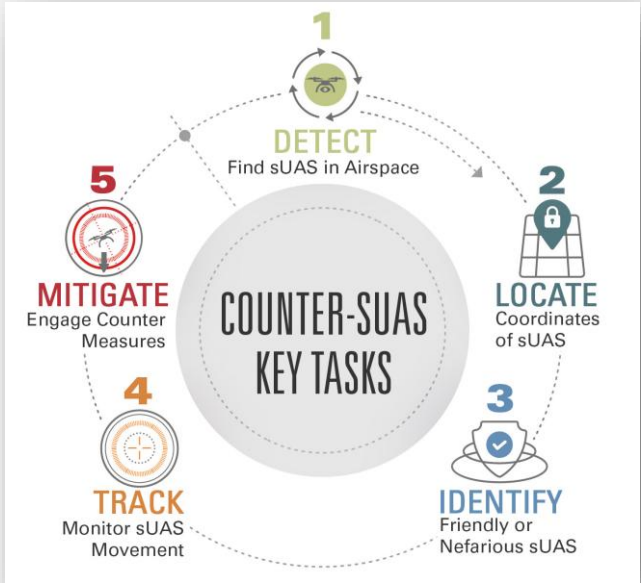 1
DETECT
Find sUAS in Airspace
2
LOCATE
Coordinates
of sUAS
3
IDENTIFY
Friendly or
Nefarious sUAS
4
TRACK
Monitor sUAS
Movement
5
MITIGATE
Engage Counter
Measures
COUNTER-SUAS
KEY TASKS